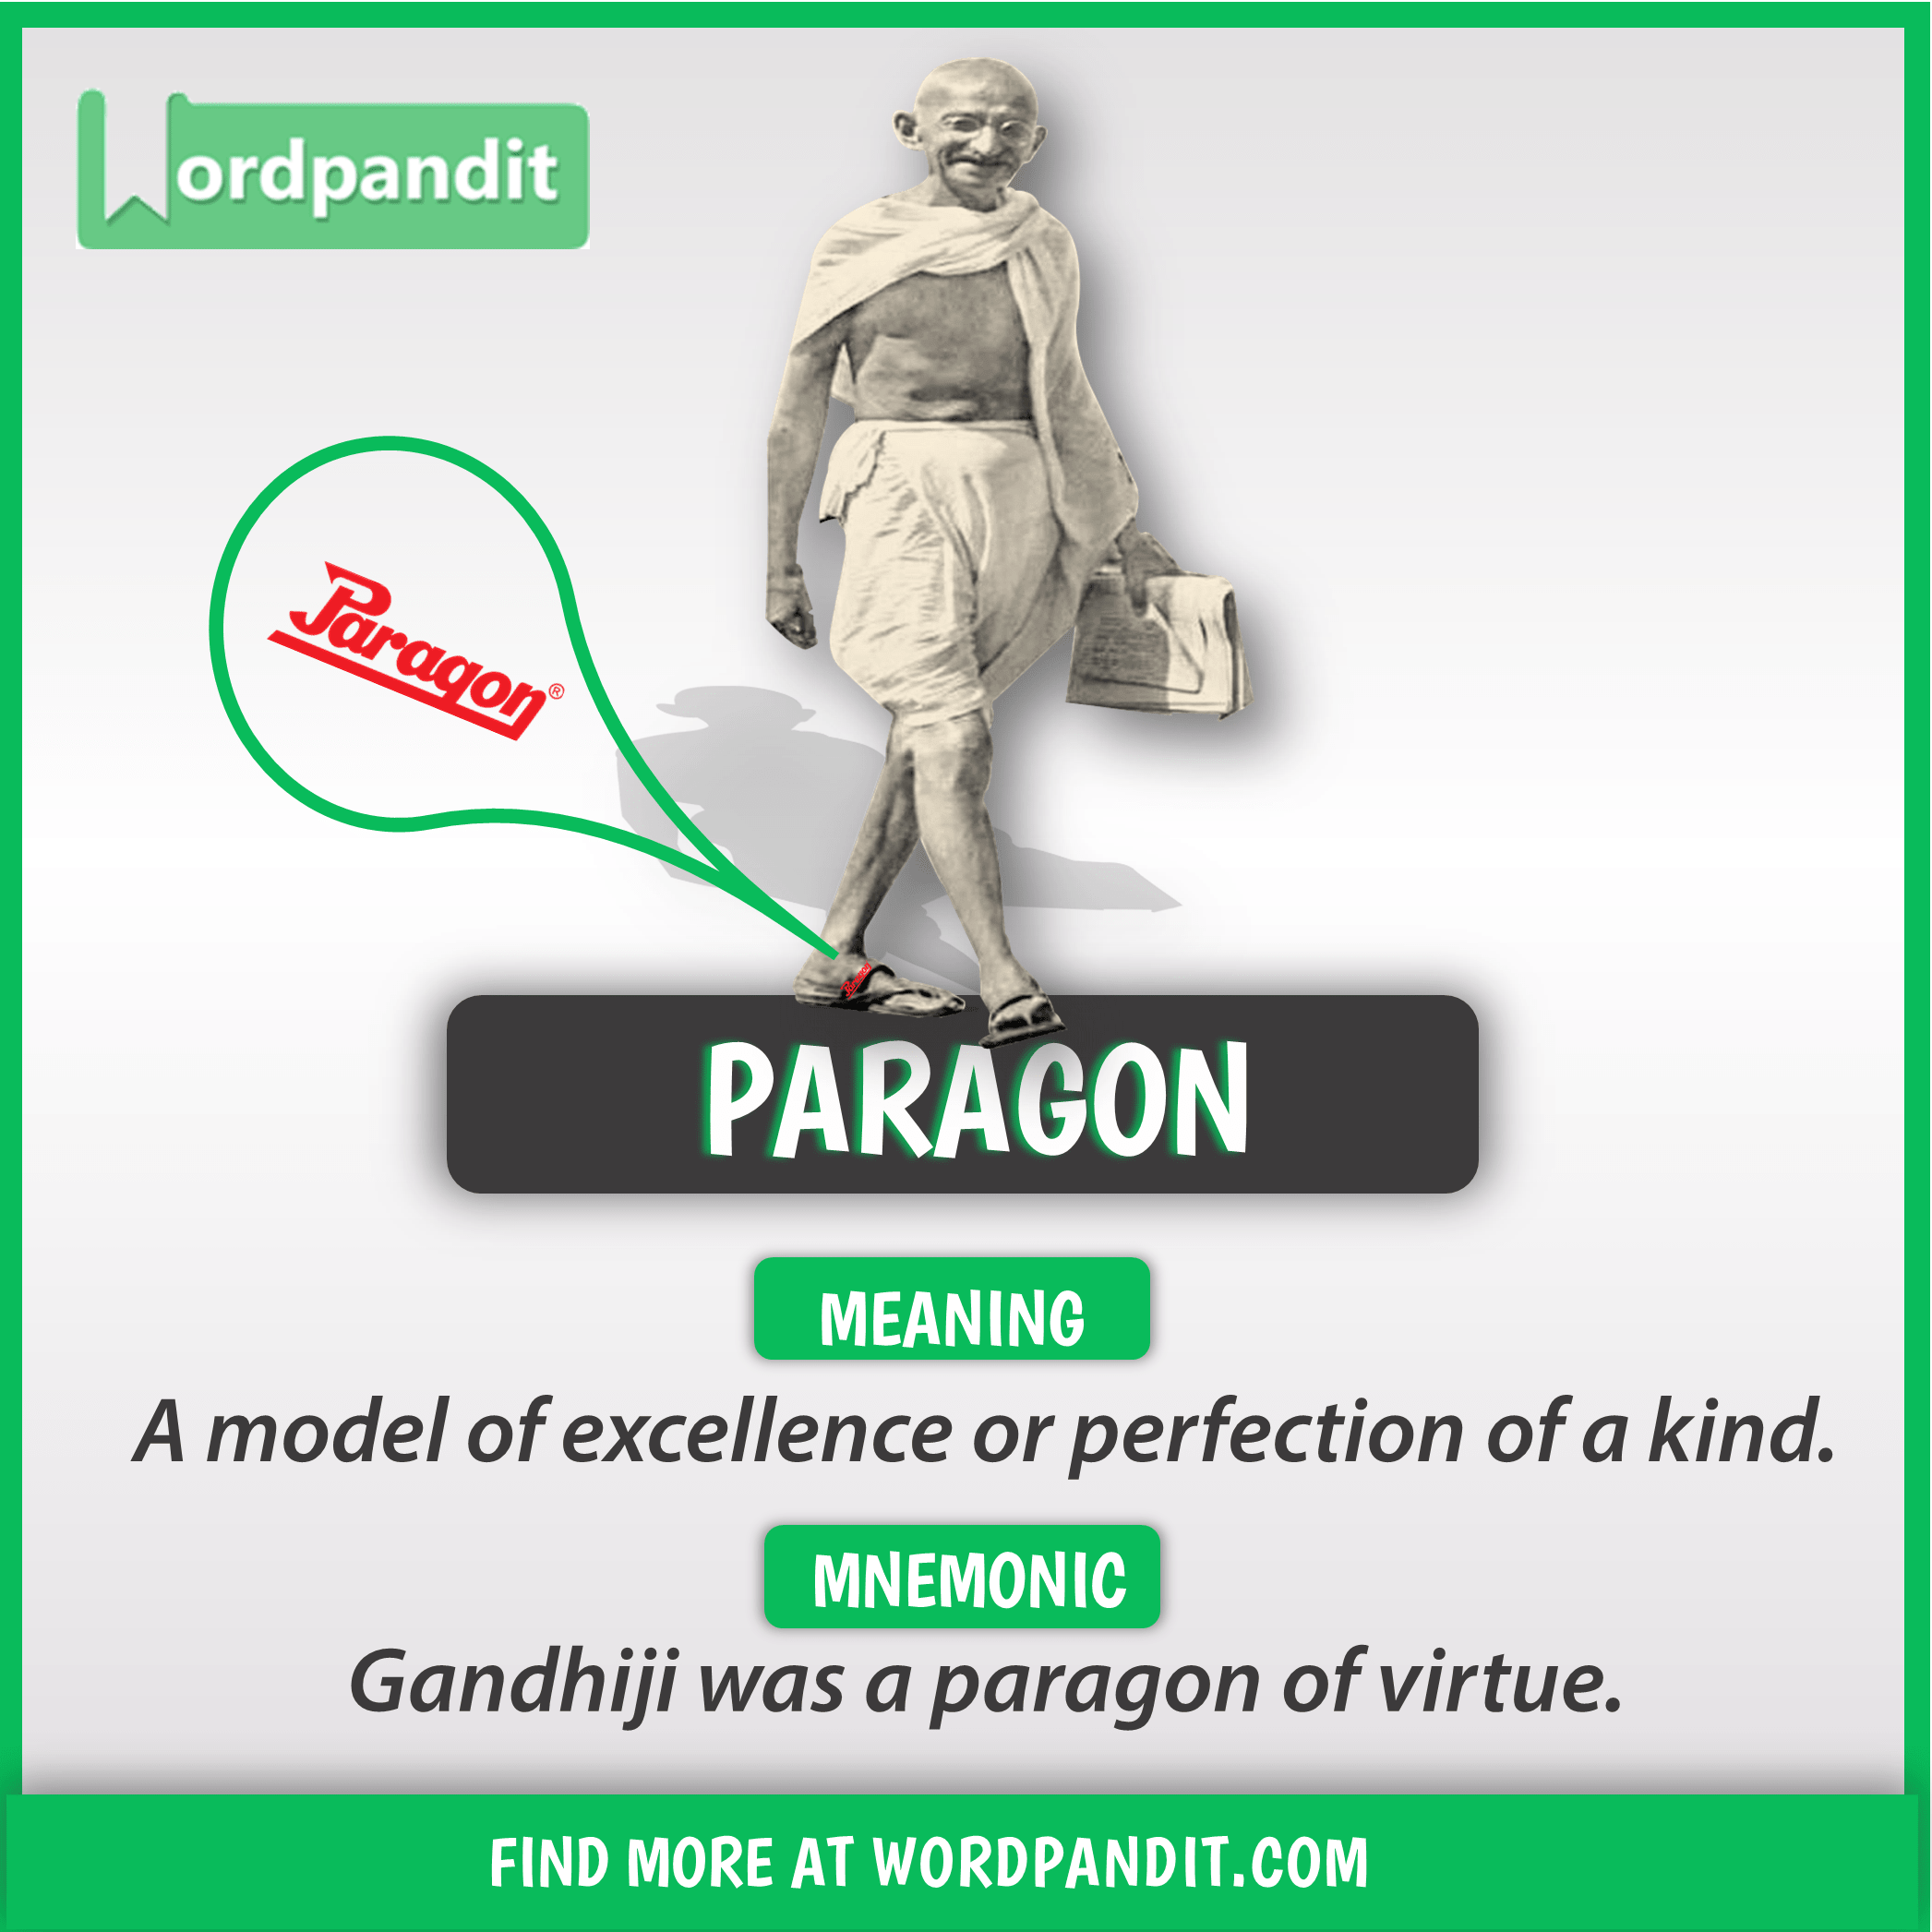 Wordpandit
Paragon®
Paragon
PARAGON
MEANING
A model of excellence or perfection of a kind.
MNEMONIC
Gandhiji was a paragon of virtue.
FIND MORE AT WORDPANDIT.COM